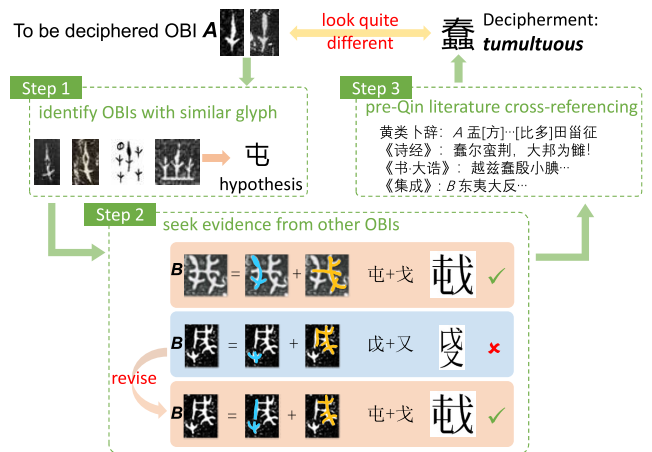 To be deciphered OBI A
look quite
different
蠢
Decipherment:
tumultuous
Step 1
identify OBIs with similar glyph
屯
hypothesis
Step 3
pre-Qin literature cross-referencing
黄类卜辞：A 盂[方]…[比多]田甾征
《诗经》：蠢尔蛮荆，大邦为雠！
《书·大诰》：越兹蠢殷小腆…
《集成》: B 东夷大反…
Step 2
seek evidence from other OBIs
B = + 屯+戈 ✓
B = + 戉+又 ✘
revise
B = + 屯+戈 ✓